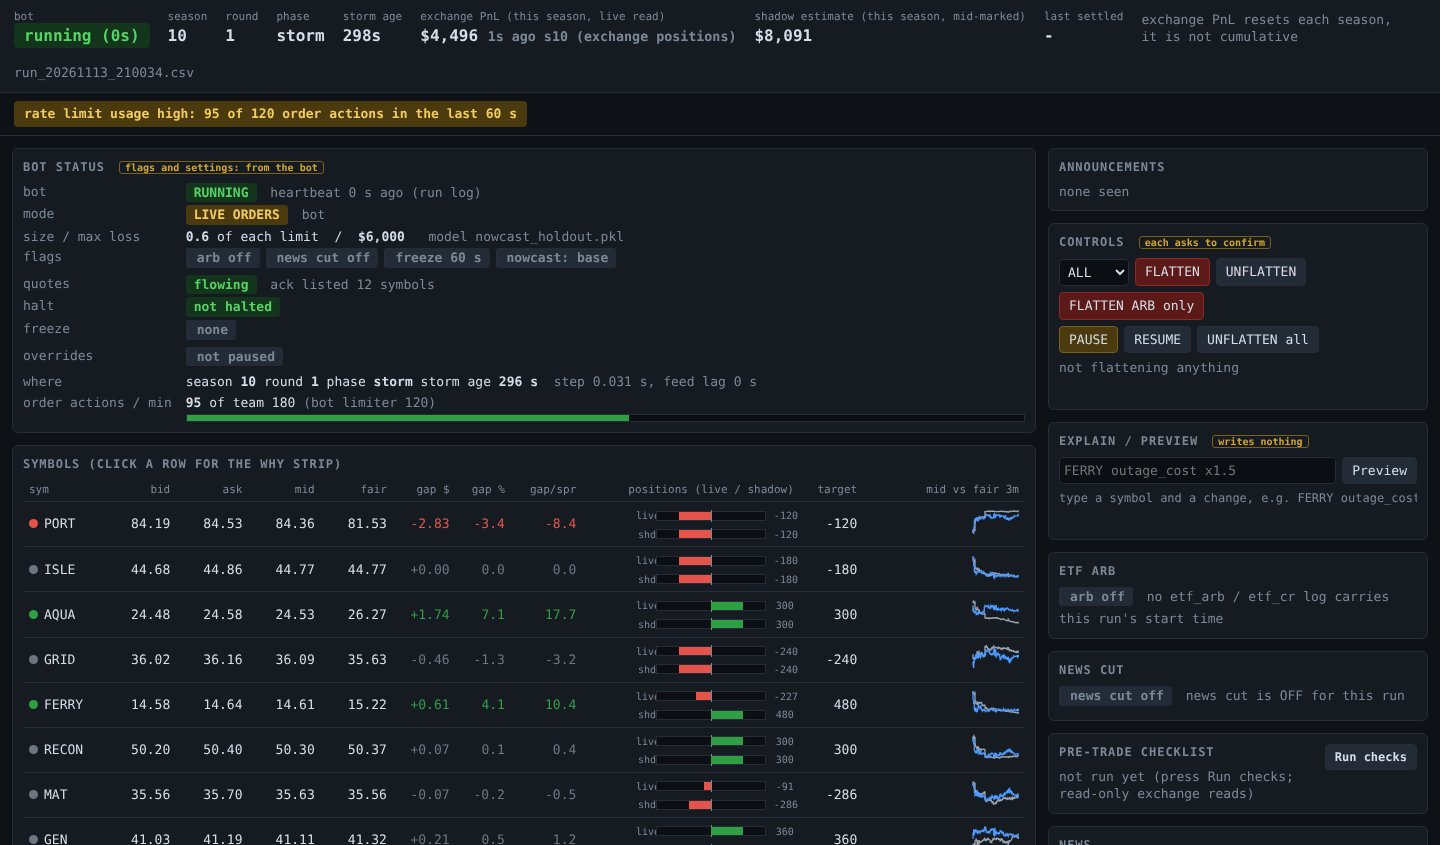 bot season round phase storm age exchange PnL (this season, live read) shadow estimate (this season, mid-marked) last settled
running (0s) 10 1 storm 298s $4,496 1s ago s10 (exchange positions) $8,091 - exchange PnL resets each season, it is not cumulative
run_20261113_210034.csv
rate limit usage high: 95 of 120 order actions in the last 60 s
BOT STATUS flags and settings: from the bot
bot RUNNING heartbeat 0 s ago (run log)
mode LIVE ORDERS bot
size / max loss 0.6 of each limit / $6,000 model nowcast_holdout.pkl
flags arb off news cut off freeze 60 s nowcast: base
quotes flowing ack listed 12 symbols
halt not halted
freeze none
overrides not paused
where season 10 round 1 phase storm storm age 296 s step 0.031 s, feed lag 0 s
order actions / min 95 of team 180 (bot limiter 120)
SYMBOLS (CLICK A ROW FOR THE WHY STRIP)
sym bid ask mid fair gap $ gap % gap/spr positions (live / shadow) target mid vs fair 3m
PORT 84.19 84.53 84.36 81.53 -2.83 -3.4 -8.4 live -120 shd -120 -120
ISLE 44.68 44.86 44.77 44.77 +0.00 0.0 0.0 live -180 shd -180 -180
AQUA 24.48 24.58 24.53 26.27 +1.74 7.1 17.7 live 300 shd 300 300
GRID 36.02 36.16 36.09 35.63 -0.46 -1.3 -3.2 live -240 shd -240 -240
FERRY 14.58 14.64 14.61 15.22 +0.61 4.1 10.4 live -227 shd 480 480
RECON 50.20 50.40 50.30 50.37 +0.07 0.1 0.4 live 300 shd 300 300
MAT 35.56 35.70 35.63 35.56 -0.07 -0.2 -0.5 live -91 shd -286 -286
GEN 41.03 41.19 41.11 41.32 +0.21 0.5 1.2 live 360 360
ANNOUNCEMENTS
none seen
CONTROLS each asks to confirm
ALL FLATTEN UNFLATTEN
FLATTEN ARB only
PAUSE RESUME UNFLATTEN all
not flattening anything
EXPLAIN / PREVIEW writes nothing
FERRY outage_cost x1.5 Preview
type a symbol and a change, e.g. FERRY outage_cost
ETF ARB
arb off no etf_arb / etf_cr log carries
this run's start time
NEWS CUT
news cut off news cut is OFF for this run
PRE-TRADE CHECKLIST Run checks
not run yet (press Run checks;
read-only exchange reads)
NEWS